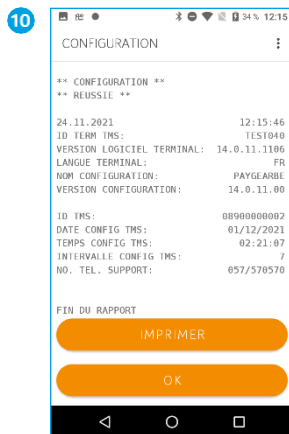 10
34 % 12:15
CONFIGURATION
** CONFIGURATION **
** REUSSIE **
24.11.2021 12:15:46
ID TERM TMS: TEST040
VERSION LOGICIEL TERMINAL: 14.0.11.1106
LANGUE TERMINAL: FR
NOM CONFIGURATION: PAYGEARBE
VERSION CONFIGURATION: 14.0.11.00
ID TMS: 08900000002
DATE CONFIG TMS: 01/12/2021
TEMPS CONFIG TMS: 02:21:07
INTERVALLE CONFIG TMS: 7
NO. TEL. SUPPORT: 057/570570
FIN DU RAPPORT
IMPRIMER
OK